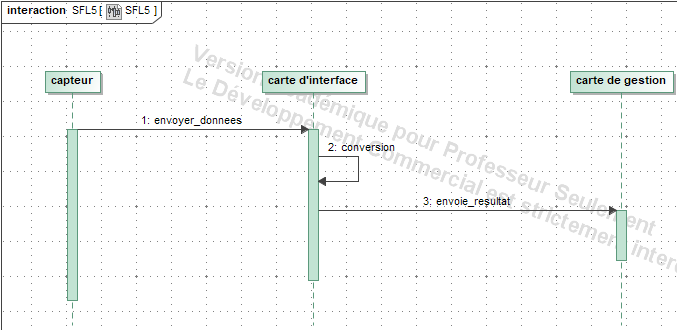 interaction SFL5 [ SFL5 ]
capteur
carte d'interface
carte de gestion
Version Académique pour Professeur Seulement
Le Développement Commercial est strictement
1: envoyer_donnees
2: conversion
3: envoie_resultat